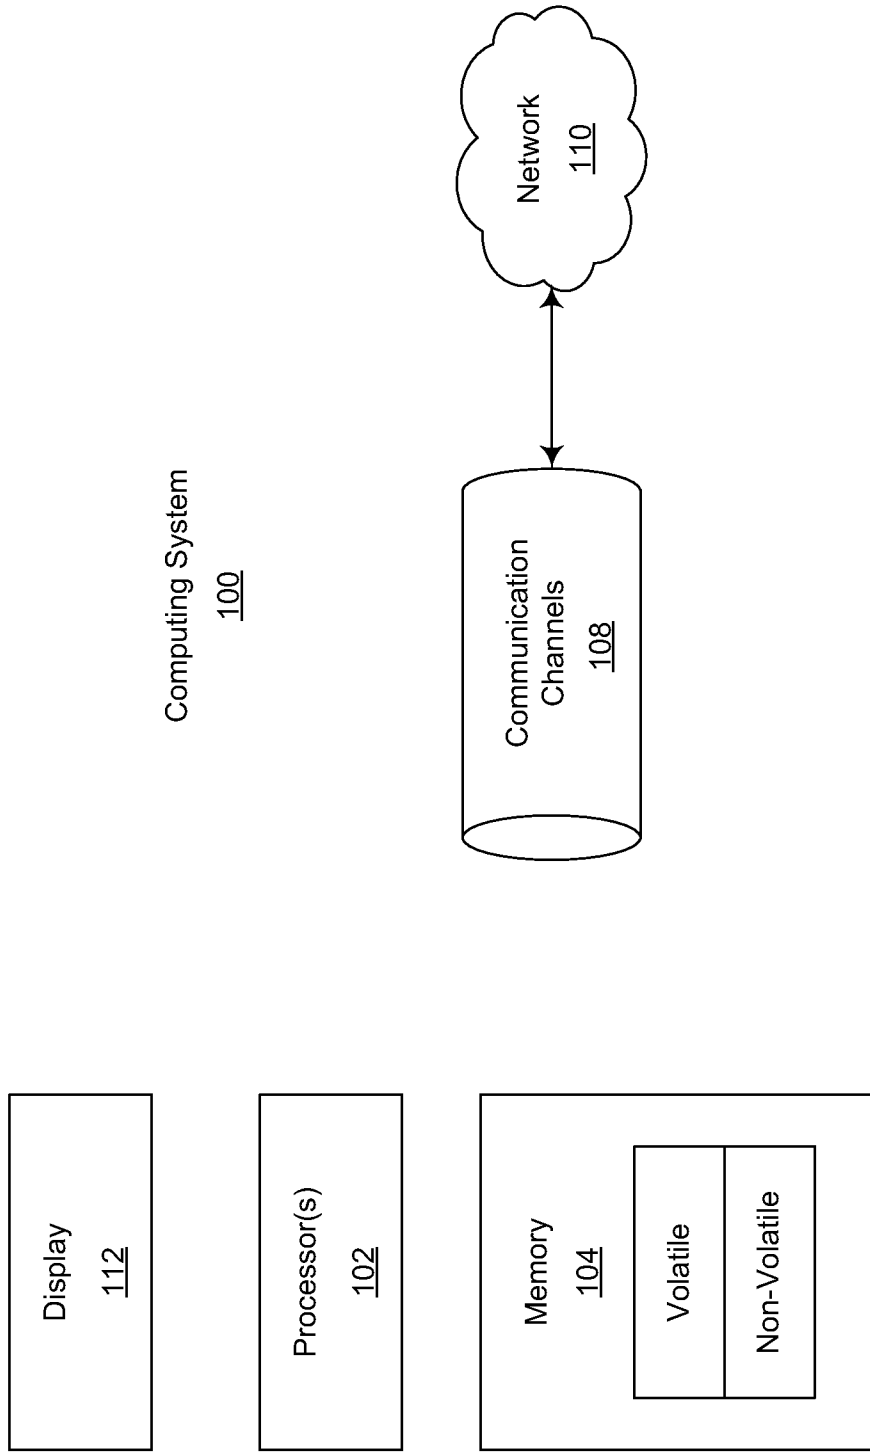 Computing System
100
Display
112
Processor(s)
102
Memory
104
Volatile
Non-Volatile
Communication
Channels
108
Network
110